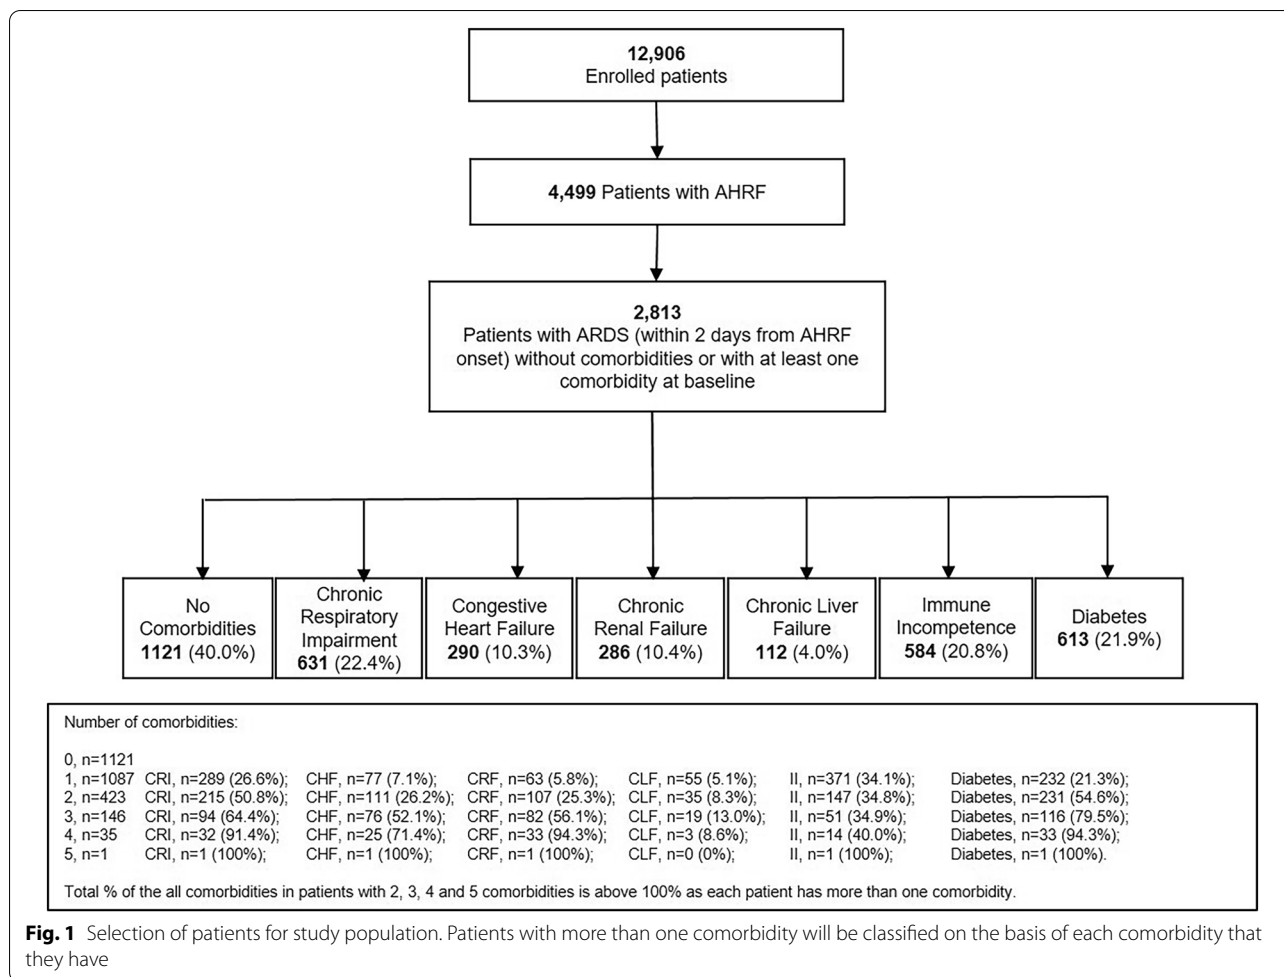 12,906
Enrolled patients
4,499 Patients with AHRF
2,813
Patients with ARDS (within 2 days from AHRF
onset) without comorbidities or with at least one
comorbidity at baseline
No
Comorbidities
1121 (40.0%)
Chronic
Respiratory
Impairment
631 (22.4%)
Congestive
Heart Failure
290 (10.3%)
Chronic
Renal Failure
286 (10.4%)
Chronic Liver
Failure
112 (4.0%)
Immune
Incompetence
584 (20.8%)
Diabetes
613 (21.9%)
Number of comorbidities:
0, n=1121
1, n=1087 CRI, n=289 (26.6%); CHF, n=77 (7.1%); CRF, n=63 (5.8%); CLF, n=55 (5.1%); II, n=371 (34.1%); Diabetes, n=232 (21.3%);
2, n=423 CRI, n=215 (50.8%); CHF, n=111 (26.2%); CRF, n=107 (25.3%); CLF, n=35 (8.3%); II, n=147 (34.8%); Diabetes, n=231 (54.6%);
3, n=146 CRI, n=94 (64.4%); CHF, n=76 (52.1%); CRF, n=82 (56.1%); CLF, n=19 (13.0%); II, n=51 (34.9%); Diabetes, n=116 (79.5%);
4, n=35 CRI, n=32 (91.4%); CHF, n=25 (71.4%); CRF, n=33 (94.3%); CLF, n=3 (8.6%); II, n=14 (40.0%); Diabetes, n=33 (94.3%);
5, n=1 CRI, n=1 (100%); CHF, n=1 (100%); CRF, n=1 (100%); CLF, n=0 (0%); II, n=1 (100%); Diabetes, n=1 (100%).
Total % of the all comorbidities in patients with 2, 3, 4 and 5 comorbidities is above 100% as each patient has more than one comorbidity.
Fig. 1 Selection of patients for study population. Patients with more than one comorbidity will be classified on the basis of each comorbidity that
they have